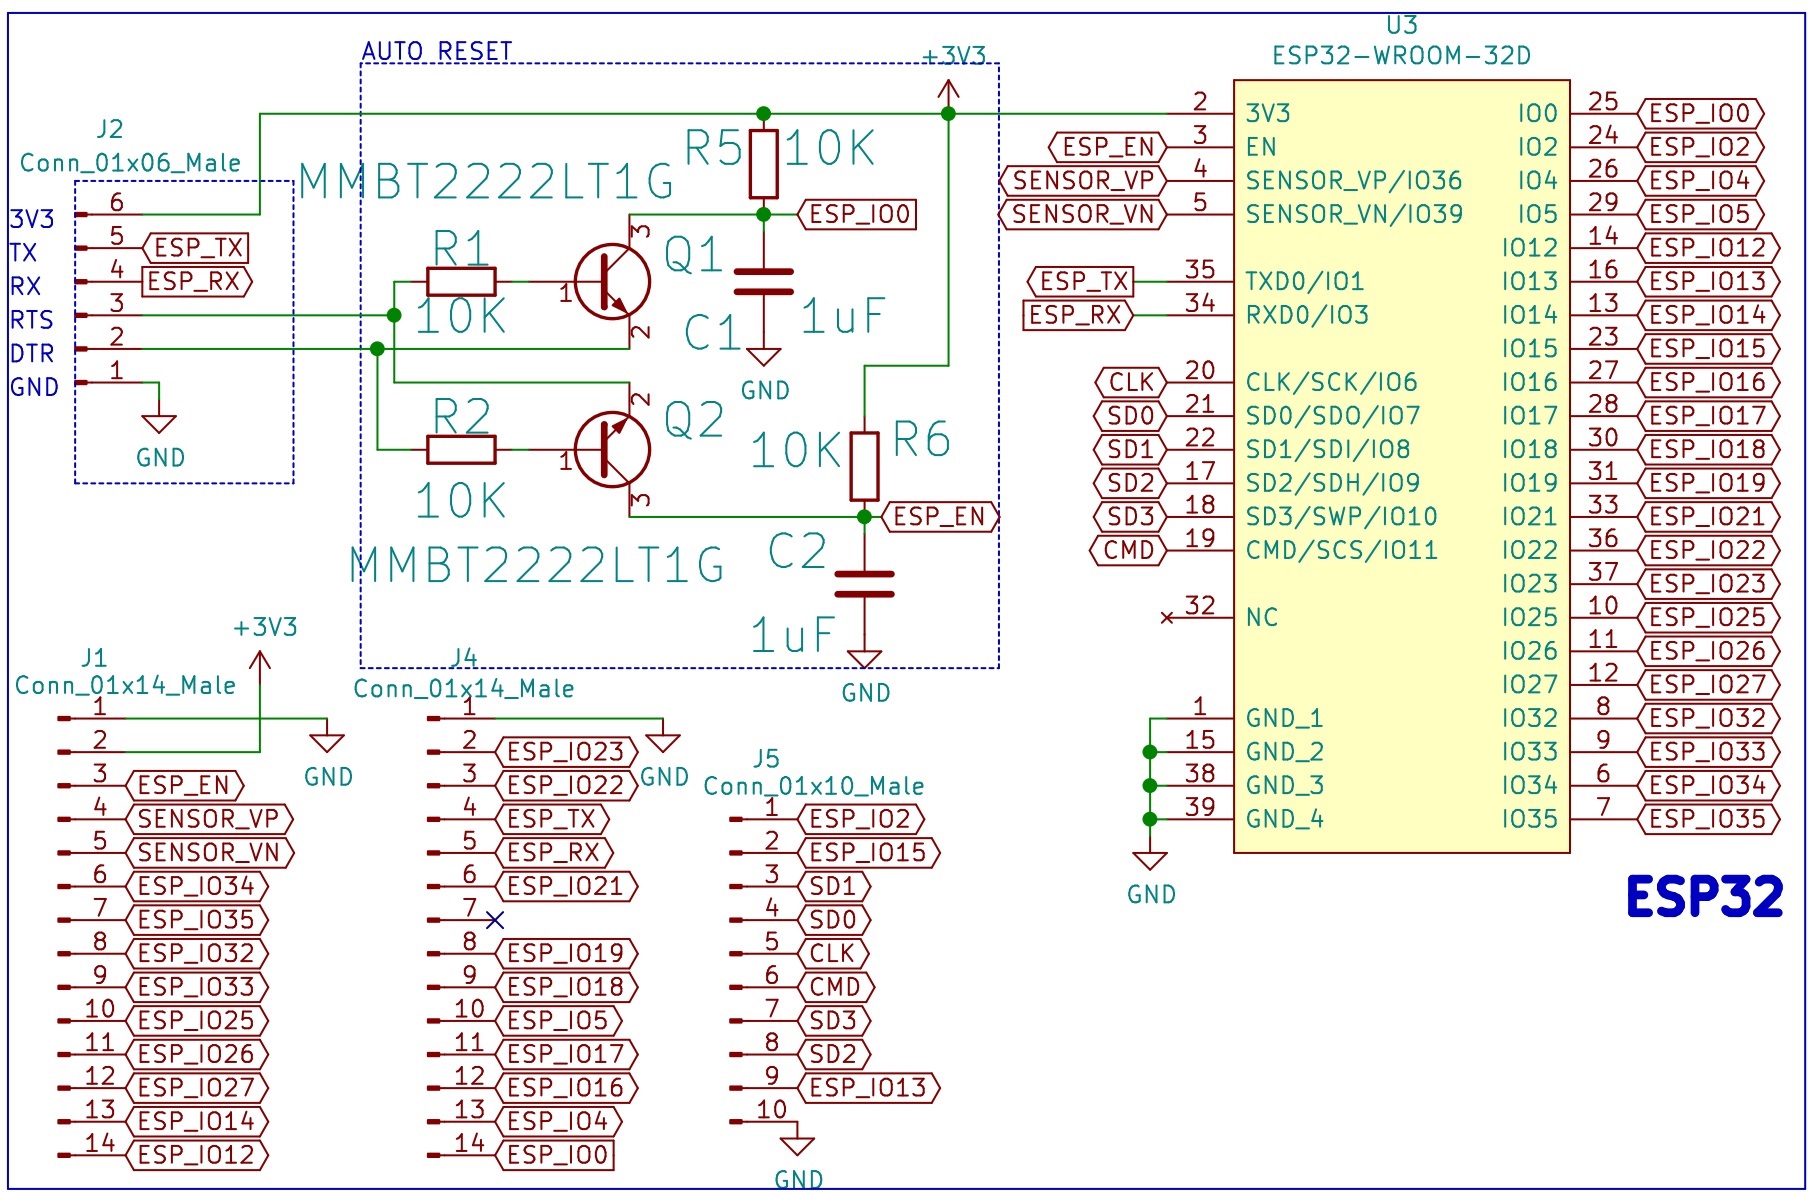 AUTO RESET
+3V3
J2
Conn_01x06_Male
3V3
6
TX
5
ESP_TX
RX
4
ESP_RX
RTS
3
DTR
2
GND
1
GND
MMBT2222LT1G
R1
10K
1
3
2
Q1
R5
10K
ESP_IO0
C1
1uF
GND
R2
10K
1
2
3
Q2
MMBT2222LT1G
10K
R6
ESP_EN
C2
1uF
GND
U3
ESP32-WROOM-32D
2
3V3
ESP_EN
3
EN
SENSOR_VP
4
SENSOR_VP/IO36
SENSOR_VN
5
SENSOR_VN/IO39
ESP_TX
35
TXD0/IO1
ESP_RX
34
RXD0/IO3
CLK
20
CLK/SCK/IO6
SD0
21
SD0/SDO/IO7
SD1
22
SD1/SDI/IO8
SD2
17
SD2/SDH/IO9
SD3
18
SD3/SWP/IO10
CMD
19
CMD/SCS/IO11
32
NC
1
GND_1
15
GND_2
38
GND_3
39
GND_4
GND
IO0
25
ESP_IO0
IO2
24
ESP_IO2
IO4
26
ESP_IO4
IO5
29
ESP_IO5
IO12
14
ESP_IO12
IO13
16
ESP_IO13
IO14
13
ESP_IO14
IO15
23
ESP_IO15
IO16
27
ESP_IO16
IO17
28
ESP_IO17
IO18
30
ESP_IO18
IO19
31
ESP_IO19
IO21
33
ESP_IO21
IO22
36
ESP_IO22
IO23
37
ESP_IO23
IO25
10
ESP_IO25
IO26
11
ESP_IO26
IO27
12
ESP_IO27
IO32
8
ESP_IO32
IO33
9
ESP_IO33
IO34
6
ESP_IO34
IO35
7
ESP_IO35
ESP32
+3V3
J1
Conn_01x14_Male
1
GND
2
3
ESP_EN
4
SENSOR_VP
5
SENSOR_VN
6
ESP_IO34
7
ESP_IO35
8
ESP_IO32
9
ESP_IO33
10
ESP_IO25
11
ESP_IO26
12
ESP_IO27
13
ESP_IO14
14
ESP_IO12
J4
Conn_01x14_Male
1
GND
2
ESP_IO23
3
ESP_IO22
4
ESP_TX
5
ESP_RX
6
ESP_IO21
7
8
ESP_IO19
9
ESP_IO18
10
ESP_IO5
11
ESP_IO17
12
ESP_IO16
13
ESP_IO4
14
ESP_IO0
J5
Conn_01x10_Male
1
ESP_IO2
2
ESP_IO15
3
SD1
4
SD0
5
CLK
6
CMD
7
SD3
8
SD2
9
ESP_IO13
10
GND